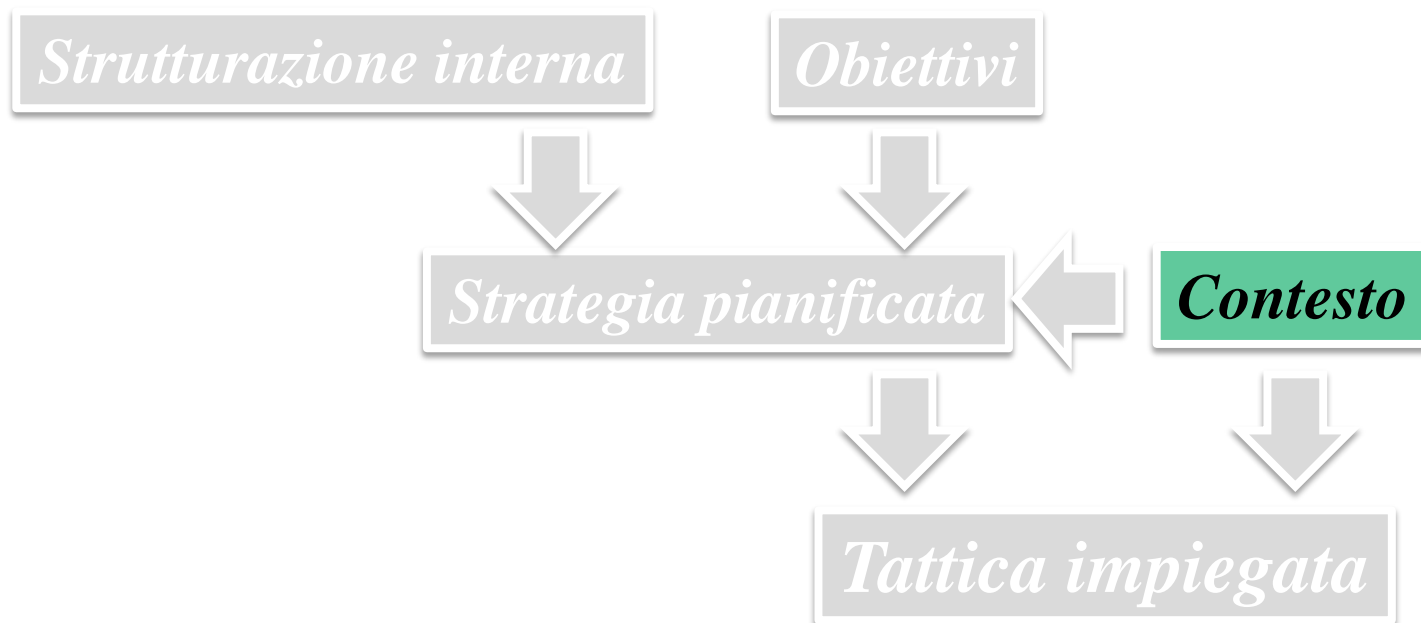 Strutturazione interna
Obiettivi
Strategia pianificata
Contesto
Tattica impiegata